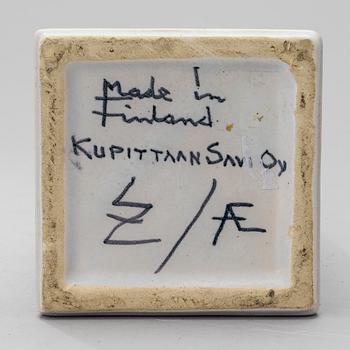 Made in
Finland
KUPITTAAN SAVI Oy
Z / Æ